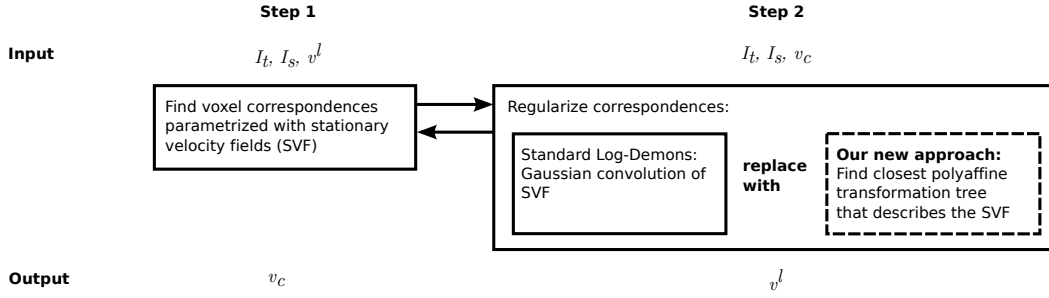 Step 1
Step 2
Input
I_t, I_s, v^l
I_t, I_s, v_c
Find voxel correspondences
parametrized with stationary
velocity fields (SVF)
Regularize correspondences:
Standard Log-Demons:
Gaussian convolution of
SVF
replace
with
Our new approach:
Find closest polyaffine
transformation tree
that describes the SVF
Output
v_c
v^l